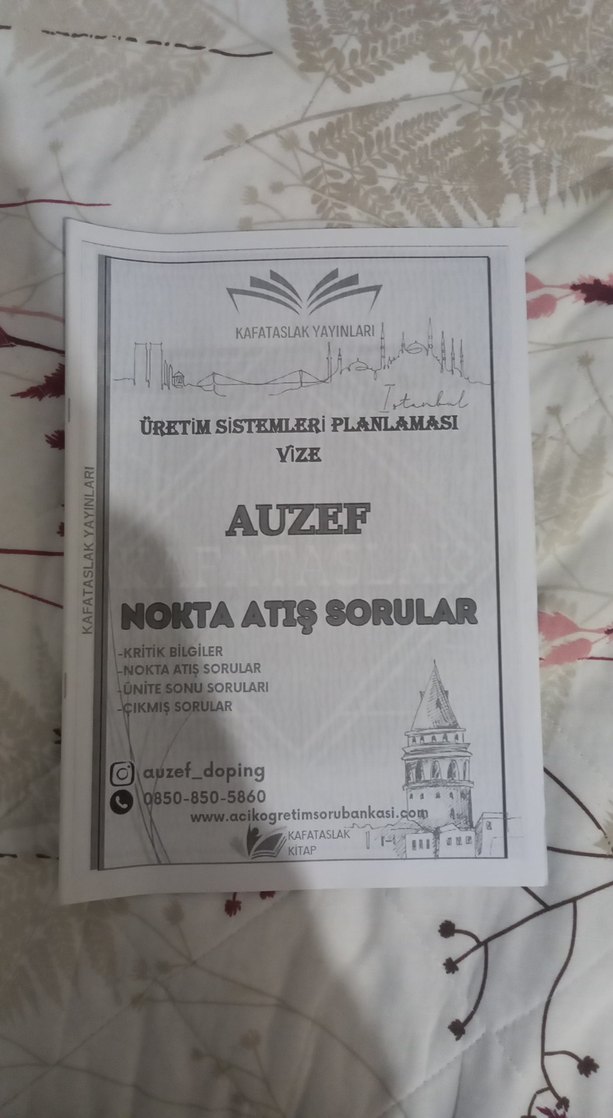 KAFATASLAK YAYINLARI
İstanbul
ÜRETİM SİSTEMLERİ PLANLAMASI
VİZE
AUZEF
KAFATASLAK
NOKTA ATIŞ SORULAR
-KRİTİK BİLGİLER
-NOKTA ATIŞ SORULAR
-ÜNİTE SONU SORULARI
-ÇIKMIŞ SORULAR
auzef_doping
0850-850-5860
www.acikogretimsorubankasi.com
KAFATASLAK
KİTAP
KAFATASLAK YAYINLARI